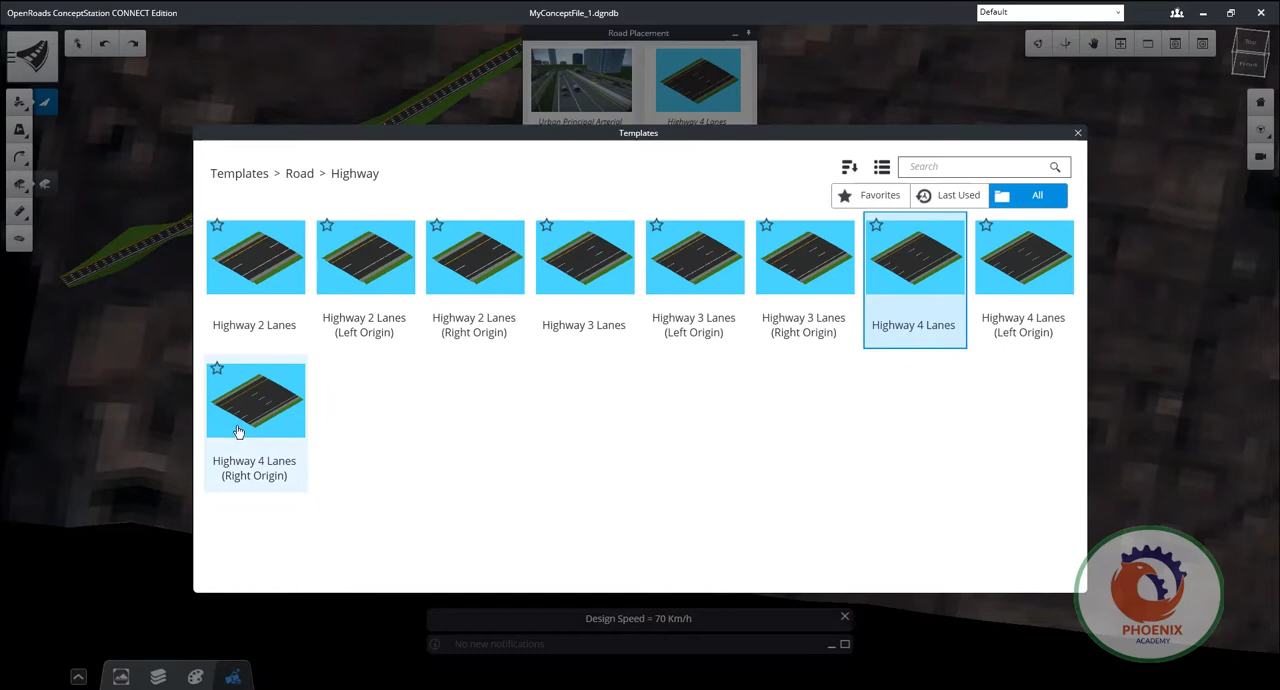 OpenRoads ConceptStation CONNECT Edition
MyConceptFile_1.dgndb
Default
Road Placement
Urban Principal Arterial
Highway 4 Lanes
Top
Front
Templates
Templates > Road > Highway
Search
Favorites
Last Used
All
Highway 2 Lanes
Highway 2 Lanes
(Left Origin)
Highway 2 Lanes
(Right Origin)
Highway 3 Lanes
Highway 3 Lanes
(Left Origin)
Highway 3 Lanes
(Right Origin)
Highway 4 Lanes
Highway 4 Lanes
(Left Origin)
Highway 4 Lanes
(Right Origin)
Design Speed = 70 Km/h
No new notifications
PHOENIX
ACADEMY